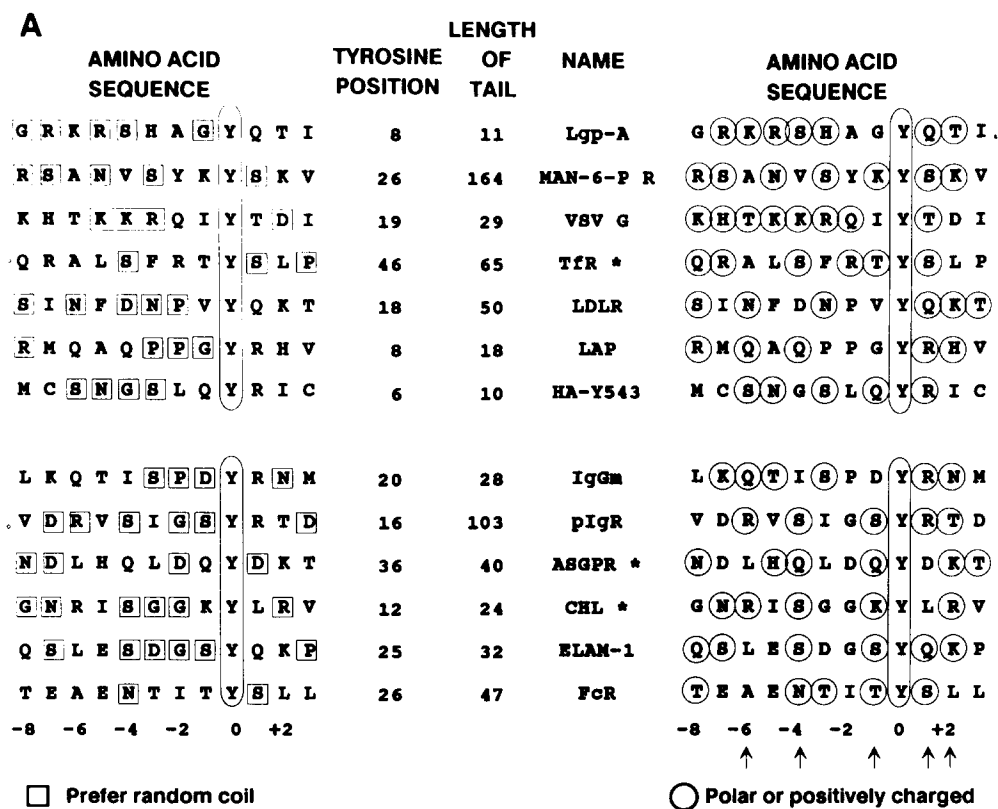 A
AMINO ACID SEQUENCE TYROSINE POSITION LENGTH OF TAIL NAME AMINO ACID SEQUENCE
G R K R S H A G Y Q T I 8 11 Lgp-A G R K R S H A G Y Q T I
R S A N V S Y K Y S K V 26 164 MAN-6-P R R S A N V S Y K Y S K V
K H T K K R Q I Y T D I 19 29 VSV G K H T K K R Q I Y T D I
Q R A L S F R T Y S L P 46 65 TfR * Q R A L S F R T Y S L P
S I N F D N P V Y Q K T 18 50 LDLR S I N F D N P V Y Q K T
R M Q A Q P P G Y R H V 8 18 LAP R M Q A Q P P G Y R H V
M C S N G S L Q Y R I C 6 10 HA-Y543 M C S N G S L Q Y R I C
L K Q T I S P D Y R N M 20 28 IgGm L K Q T I S P D Y R N M
V D R V S I G S Y R T D 16 103 pIgR V D R V S I G S Y R T D
N D L H Q L D Q Y D K T 36 40 ASGPR * N D L H Q L D Q Y D K T
G N R I S G G K Y L R V 12 24 CHL * G N R I S G G K Y L R V
Q S L E S D G S Y Q K P 25 32 ELAM-1 Q S L E S D G S Y Q K P
T E A E N T I T Y S L L 26 47 FcR T E A E N T I T Y S L L
-8 -6 -4 -2 0 +2 -8 -6 -4 -2 0 +2
Prefer random coil Polar or positively charged